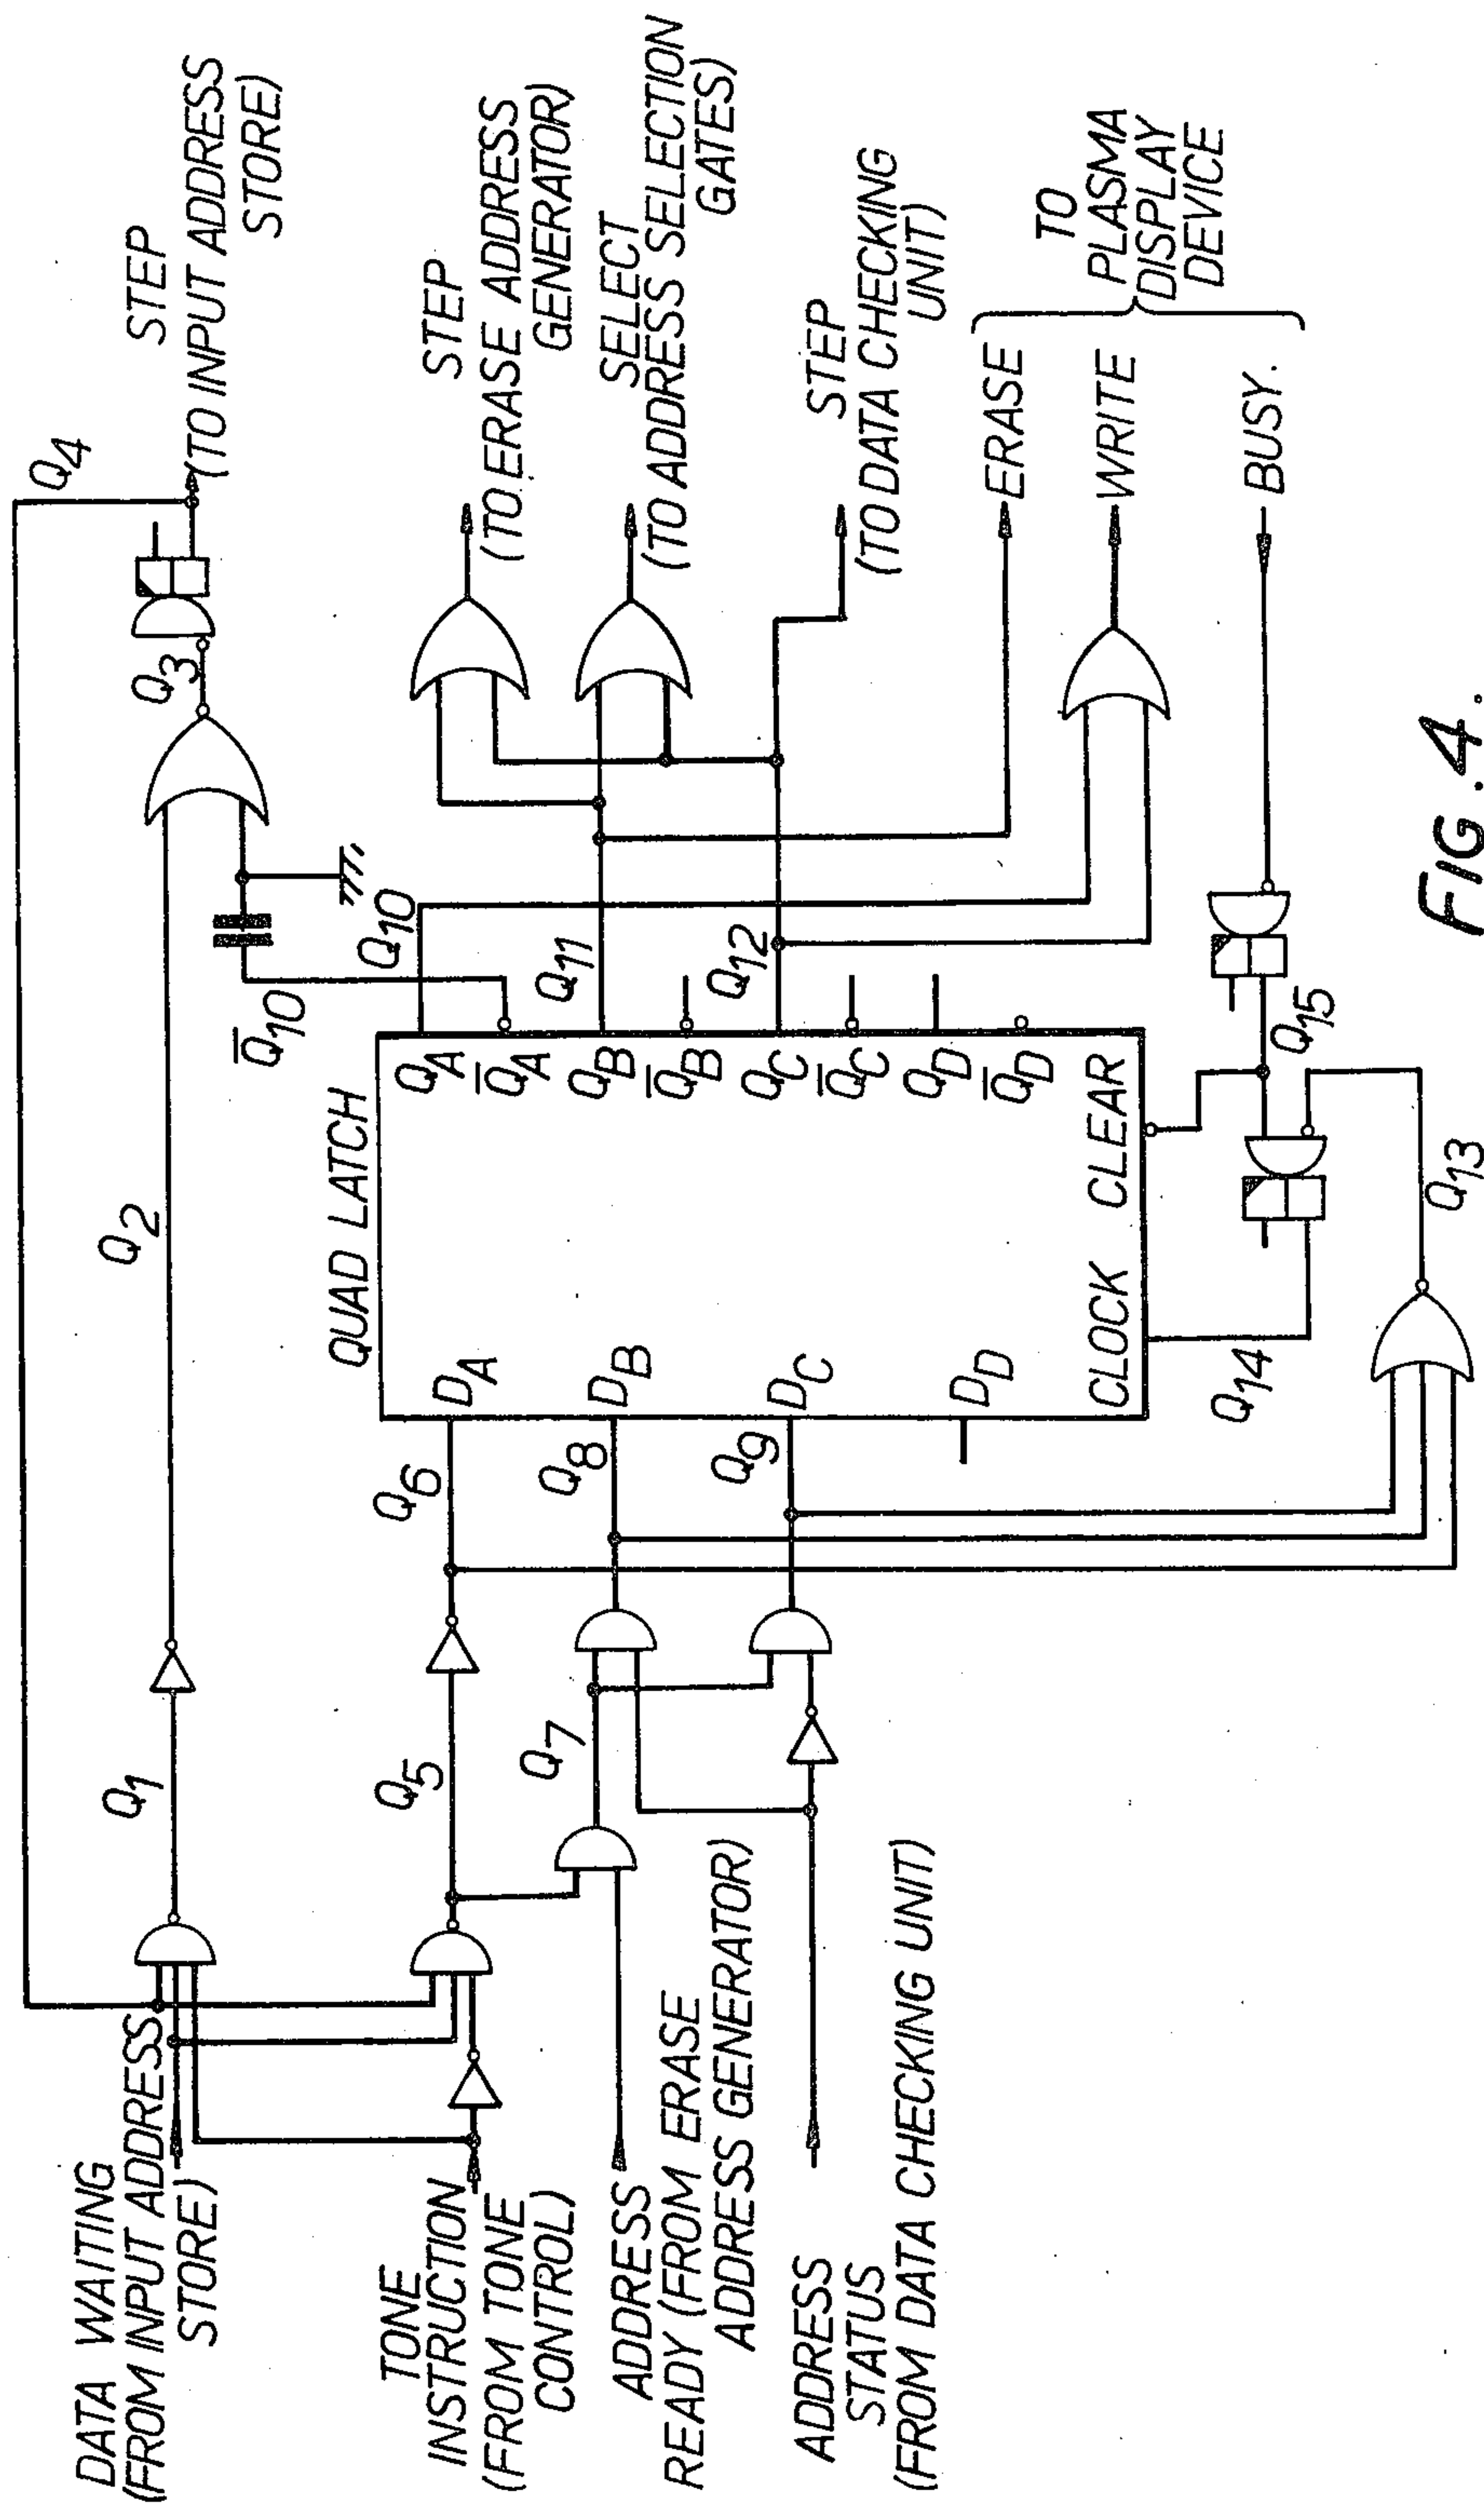 DATA WAITING
(FROM INPUT ADDRESS
STORE)
TONE
INSTRUCTION
(FROM TONE
CONTROL)
ADDRESS
READY (FROM ERASE
ADDRESS GENERATOR)
ADDRESS
STATUS
(FROM DATA CHECKING UNIT)
Q1
Q2
Q3
Q4
Q5
Q6
Q7
Q8
Q9
QUAD LATCH
DA
DB
DC
DD
CLOCK CLEAR
QA
Q̅A
QB
Q̅B
QC
Q̅C
QD
Q̅D
Q̅10
Q10
Q11
Q12
Q13
Q14
Q15
STEP
(TO INPUT ADDRESS
STORE)
STEP
(TO ERASE ADDRESS
GENERATOR)
SELECT
(TO ADDRESS SELECTION
GATES)
STEP
(TO DATA CHECKING
UNIT)
ERASE
WRITE
BUSY.
TO
PLASMA
DISPLAY
DEVICE
FIG.4.